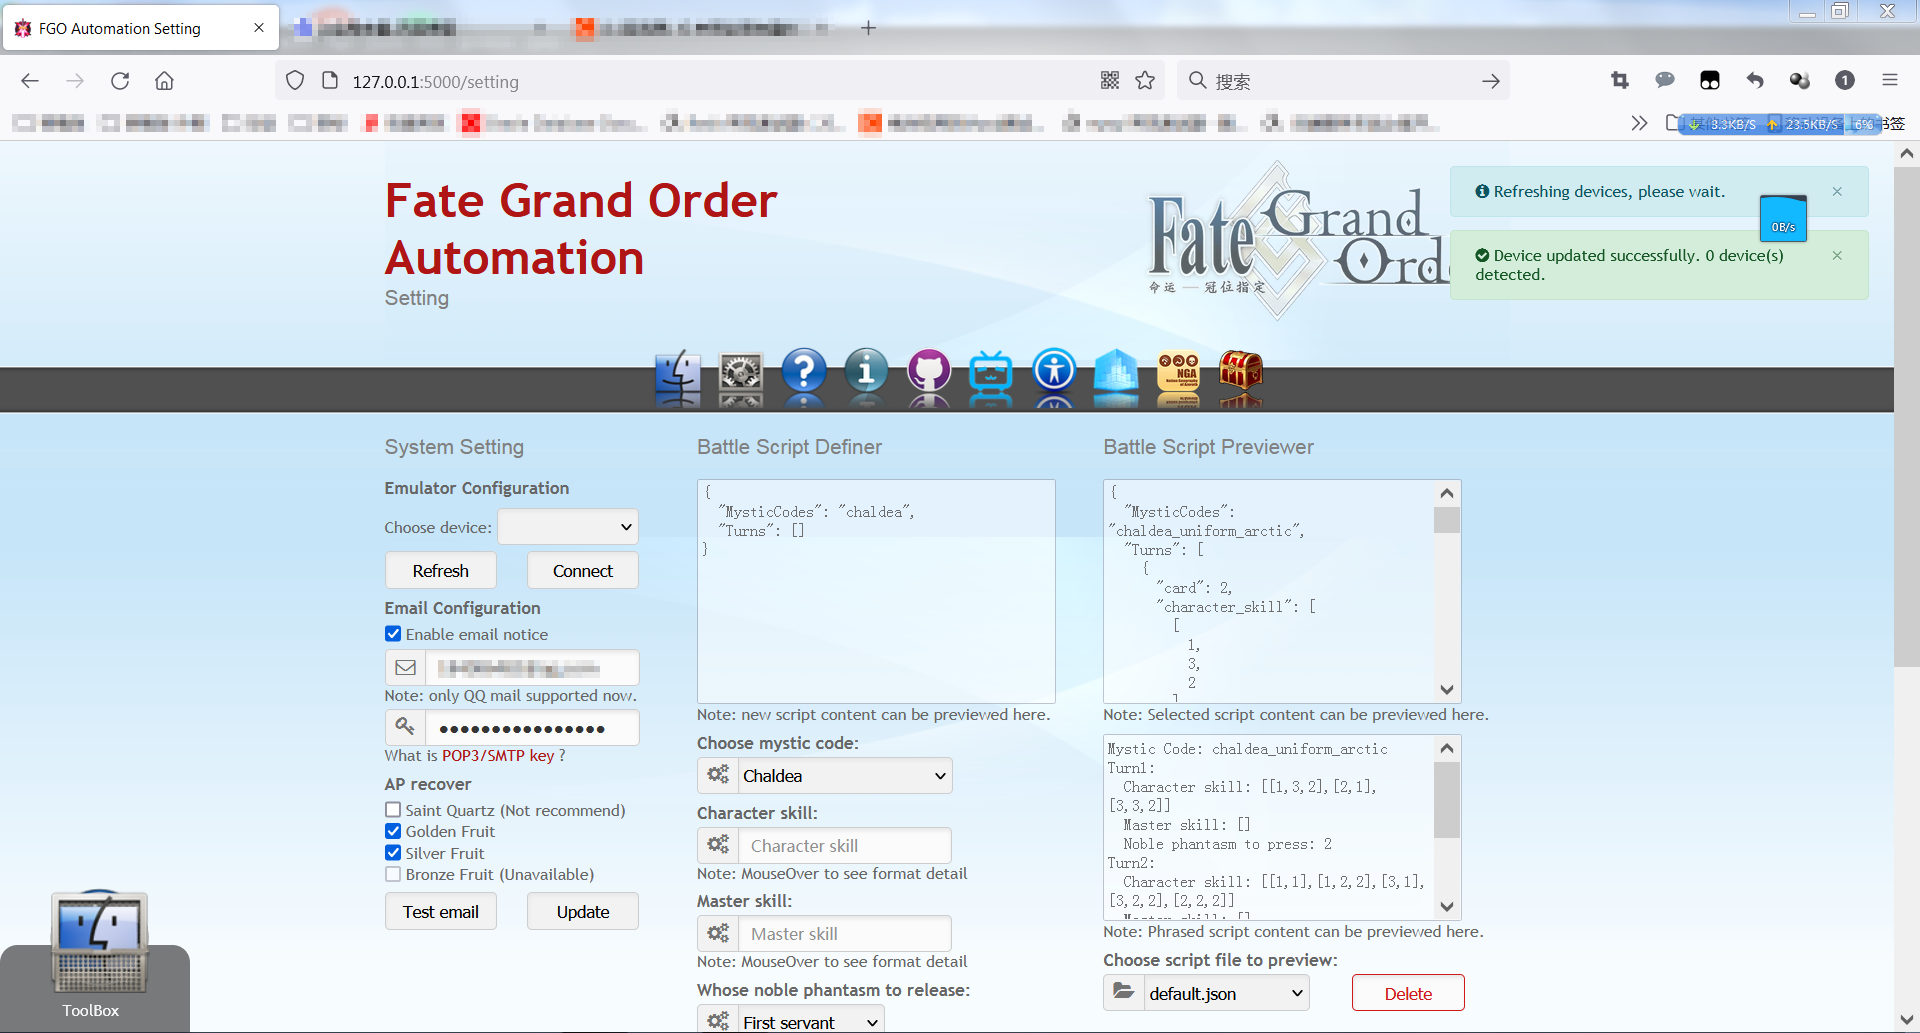 FGO Automation Setting
127.0.0.1:5000/setting
搜索
1
8.3KB/S
23.5KB/S
6%
书签
Fate Grand Order
Automation
Setting
Fate Grand
Ord
命运 — 冠位指定
Refreshing devices, please wait.
0B/s
Device updated successfully. 0 device(s)
detected.
NGA
System Setting
Emulator Configuration
Choose device:
Refresh
Connect
Email Configuration
Enable email notice
Note: only QQ mail supported now.
●●●●●●●●●●●●●●●●
What is POP3/SMTP key ?
AP recover
Saint Quartz (Not recommend)
Golden Fruit
Silver Fruit
Bronze Fruit (Unavailable)
Test email
Update
ToolBox
Battle Script Definer
{
"MysticCodes": "chaldea",
"Turns": []
}
Note: new script content can be previewed here.
Choose mystic code:
Chaldea
Character skill:
Character skill
Note: MouseOver to see format detail
Master skill:
Master skill
Note: MouseOver to see format detail
Whose noble phantasm to release:
First servant
Battle Script Previewer
{
"MysticCodes":
"chaldea_uniform_arctic",
"Turns": [
{
"card": 2,
"character_skill": [
[
1,
3,
2
]
Note: Selected script content can be previewed here.
Mystic Code: chaldea_uniform_arctic
Turn1:
Character skill: [[1,3,2],[2,1],
[3,3,2]]
Master skill: []
Noble phantasm to press: 2
Turn2:
Character skill: [[1,1],[1,2,2],[3,1],
[3,2,2],[2,2,2]]
Master skill: []
Note: Phrased script content can be previewed here.
Choose script file to preview:
default.json
Delete